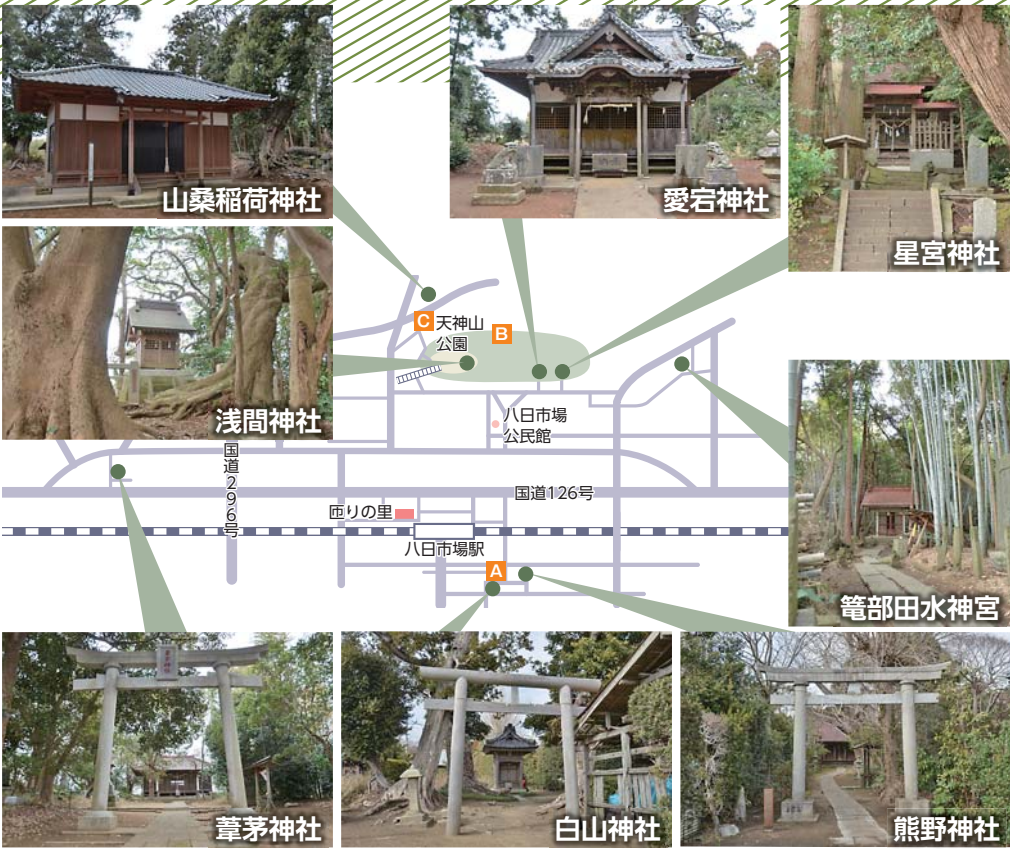 山桑稲荷神社
愛宕神社
星宮神社
浅間神社
C
天神山
公園
B
八日市場
公民館
国道296号
国道126号
匝りの里
八日市場駅
A
篭部田水神宮
葦茅神社
白山神社
熊野神社